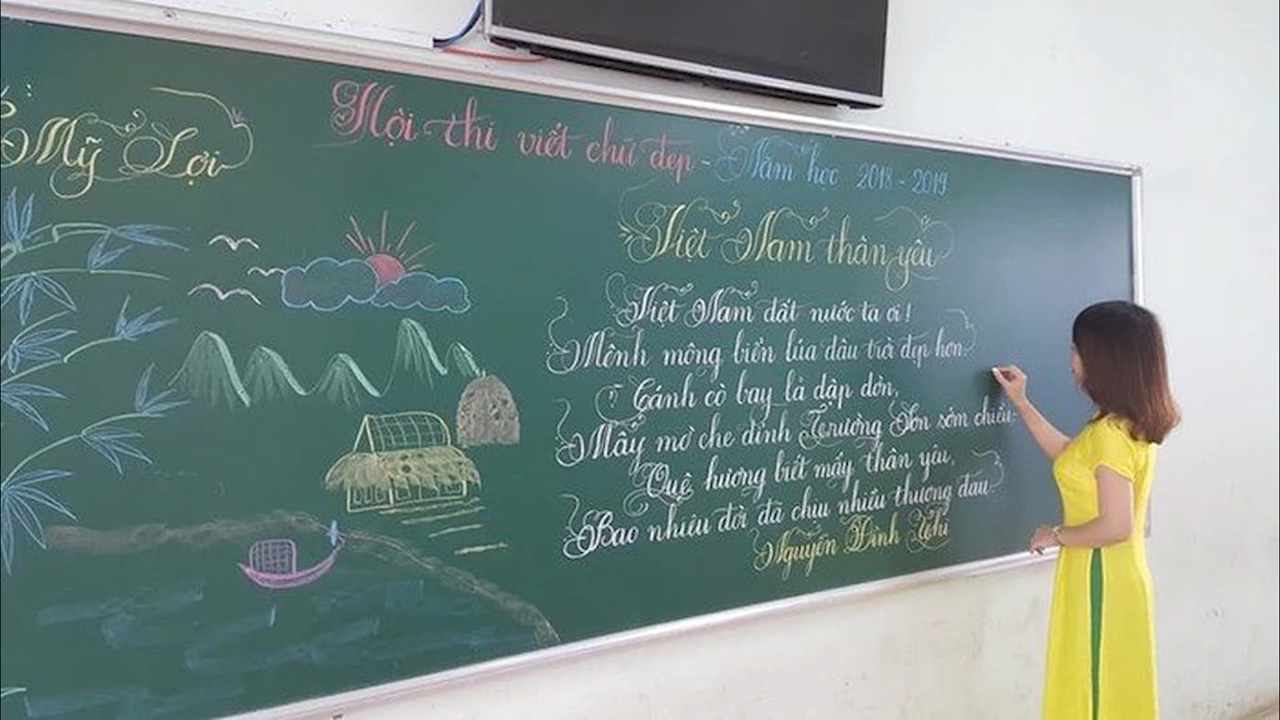 Mỹ Lợi
Hội thi viết chữ đẹp - Năm học 2018 - 2019
Việt Nam thân yêu
Việt Nam đất nước ta ơi!
Mênh mông biển lúa đâu trời đẹp hơn.
Cánh cò bay lả dập dờn,
Mây mờ che đỉnh Trường Sơn sớm chiều.
Quê hương biết mấy thân yêu,
Bao nhiêu đời đã chịu nhiều thương đau.
Nguyễn Đình Thi